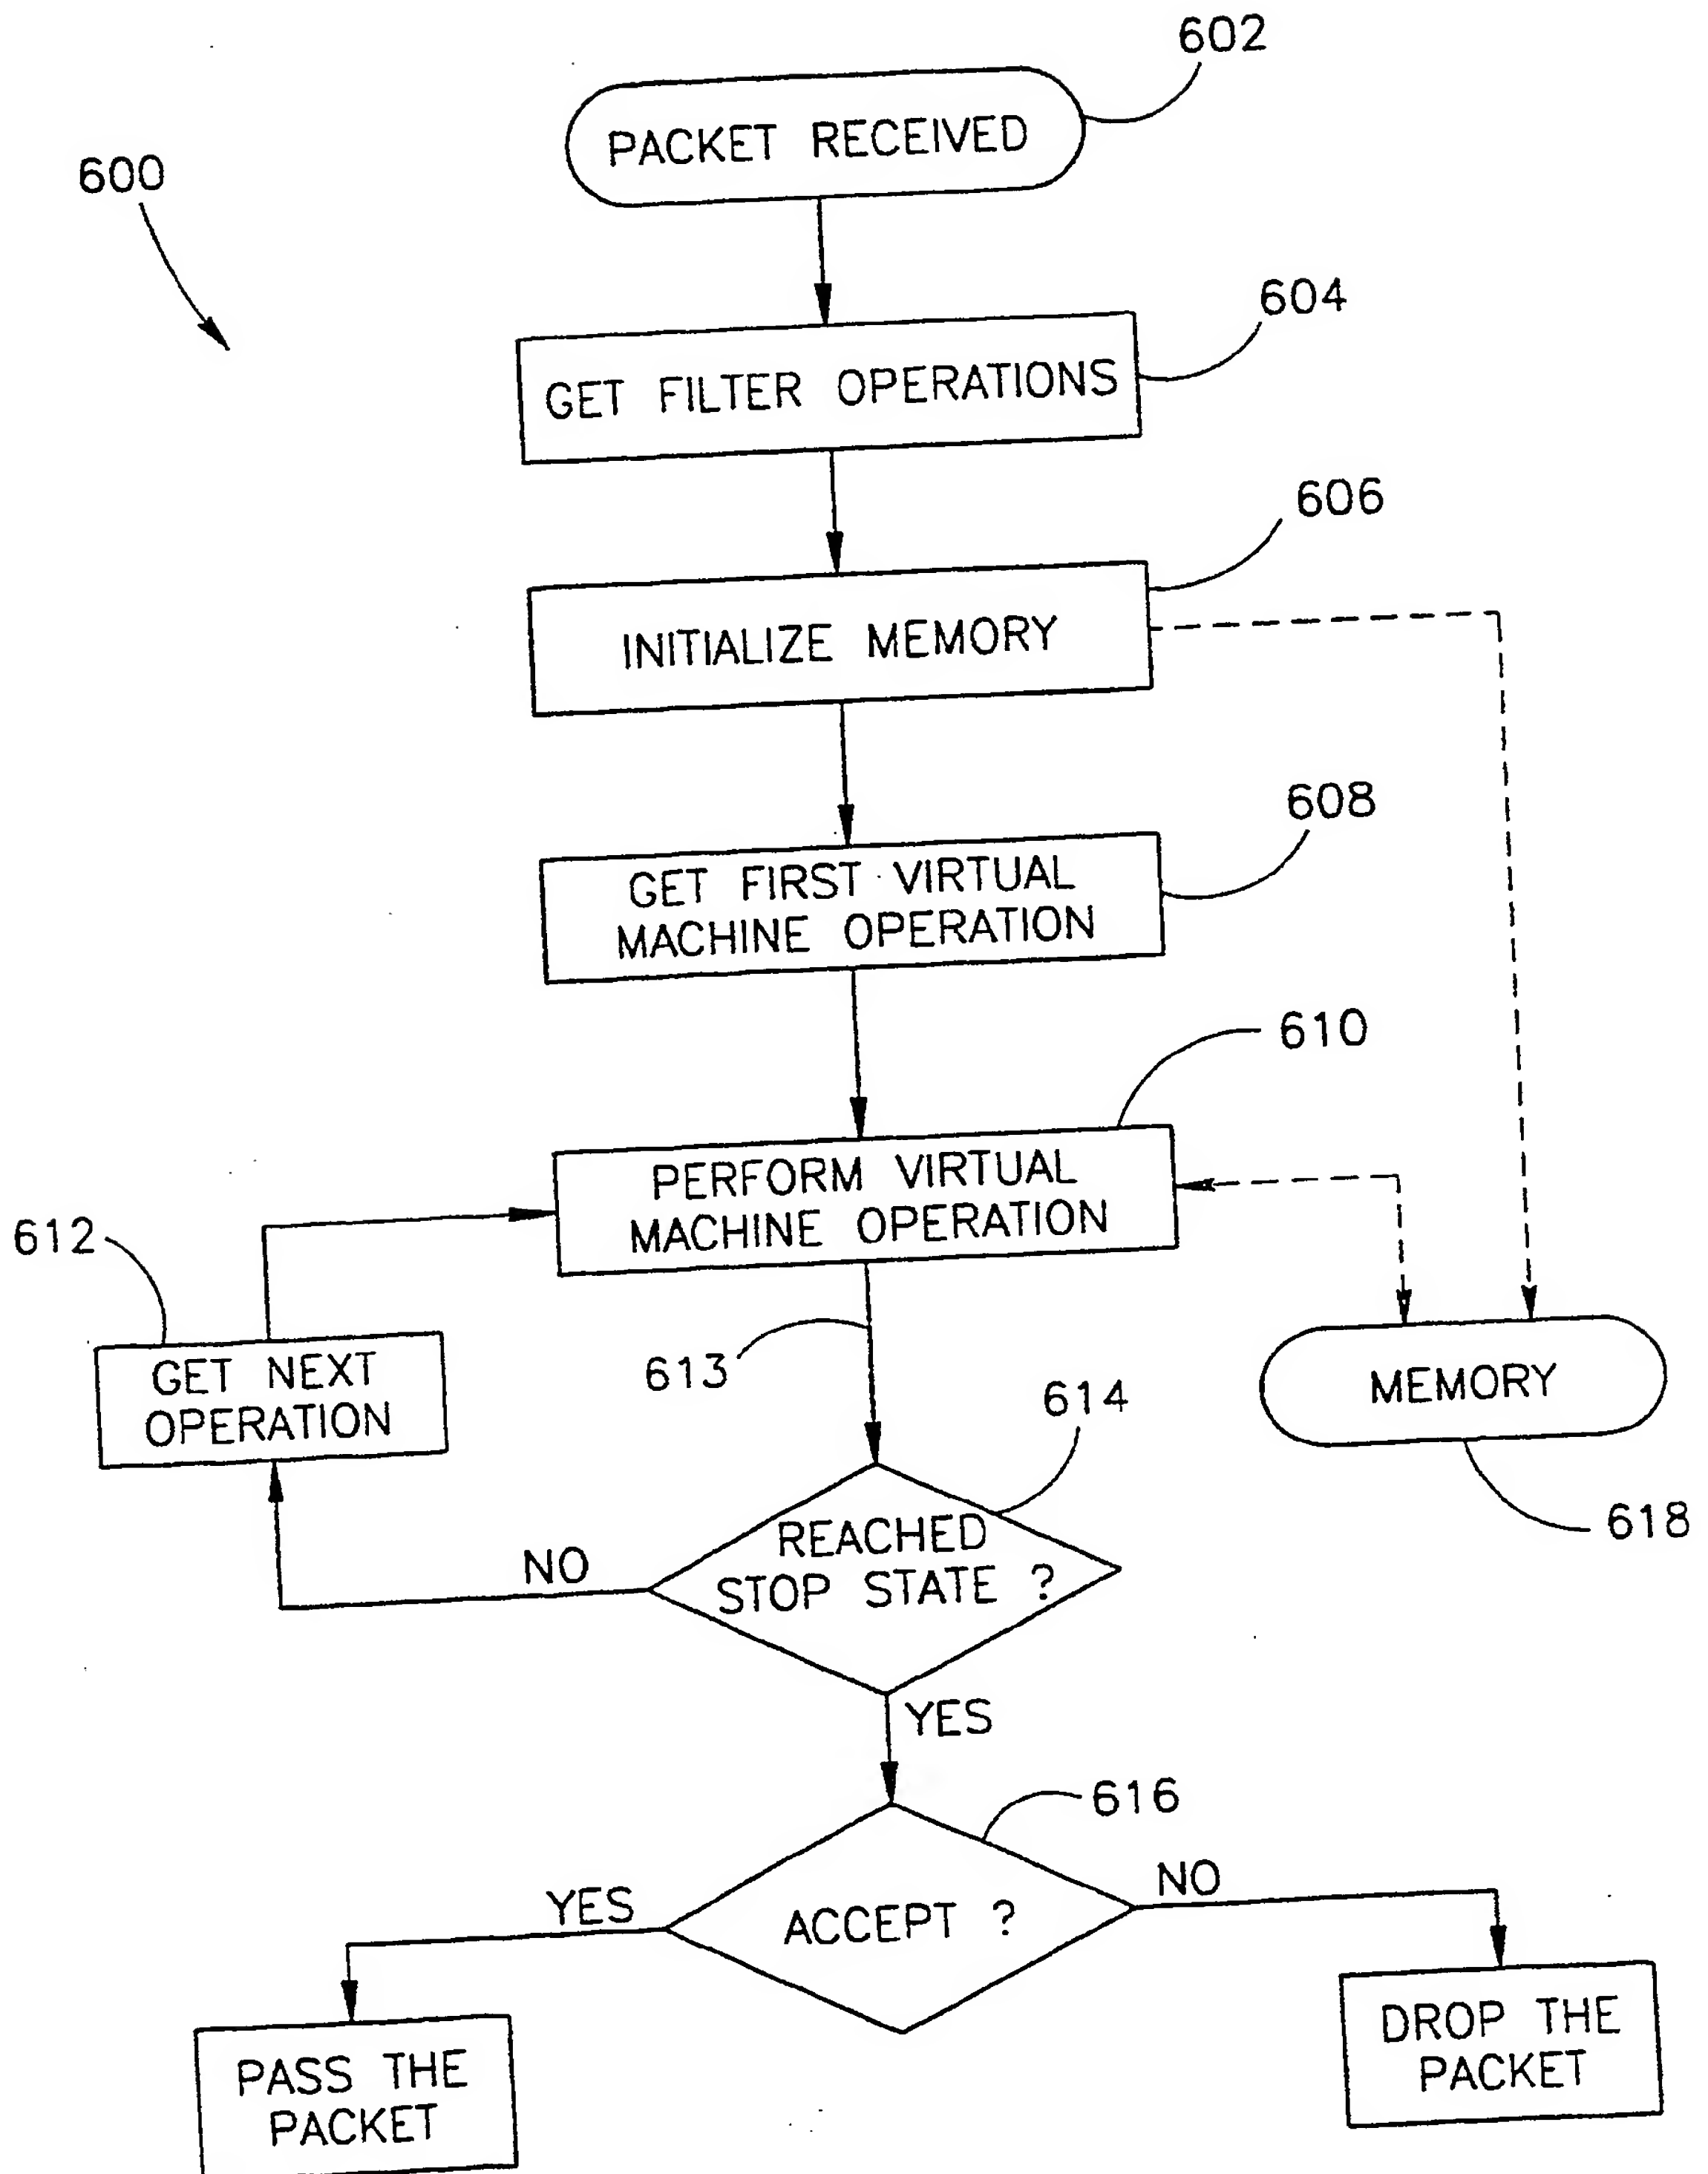 602
PACKET RECEIVED
600
604
GET FILTER OPERATIONS
606
INITIALIZE MEMORY
608
GET FIRST VIRTUAL
MACHINE OPERATION
610
PERFORM VIRTUAL
MACHINE OPERATION
612
GET NEXT
OPERATION
613
614
MEMORY
618
REACHED
STOP STATE ?
NO
YES
616
ACCEPT ?
YES
NO
PASS THE
PACKET
DROP THE
PACKET